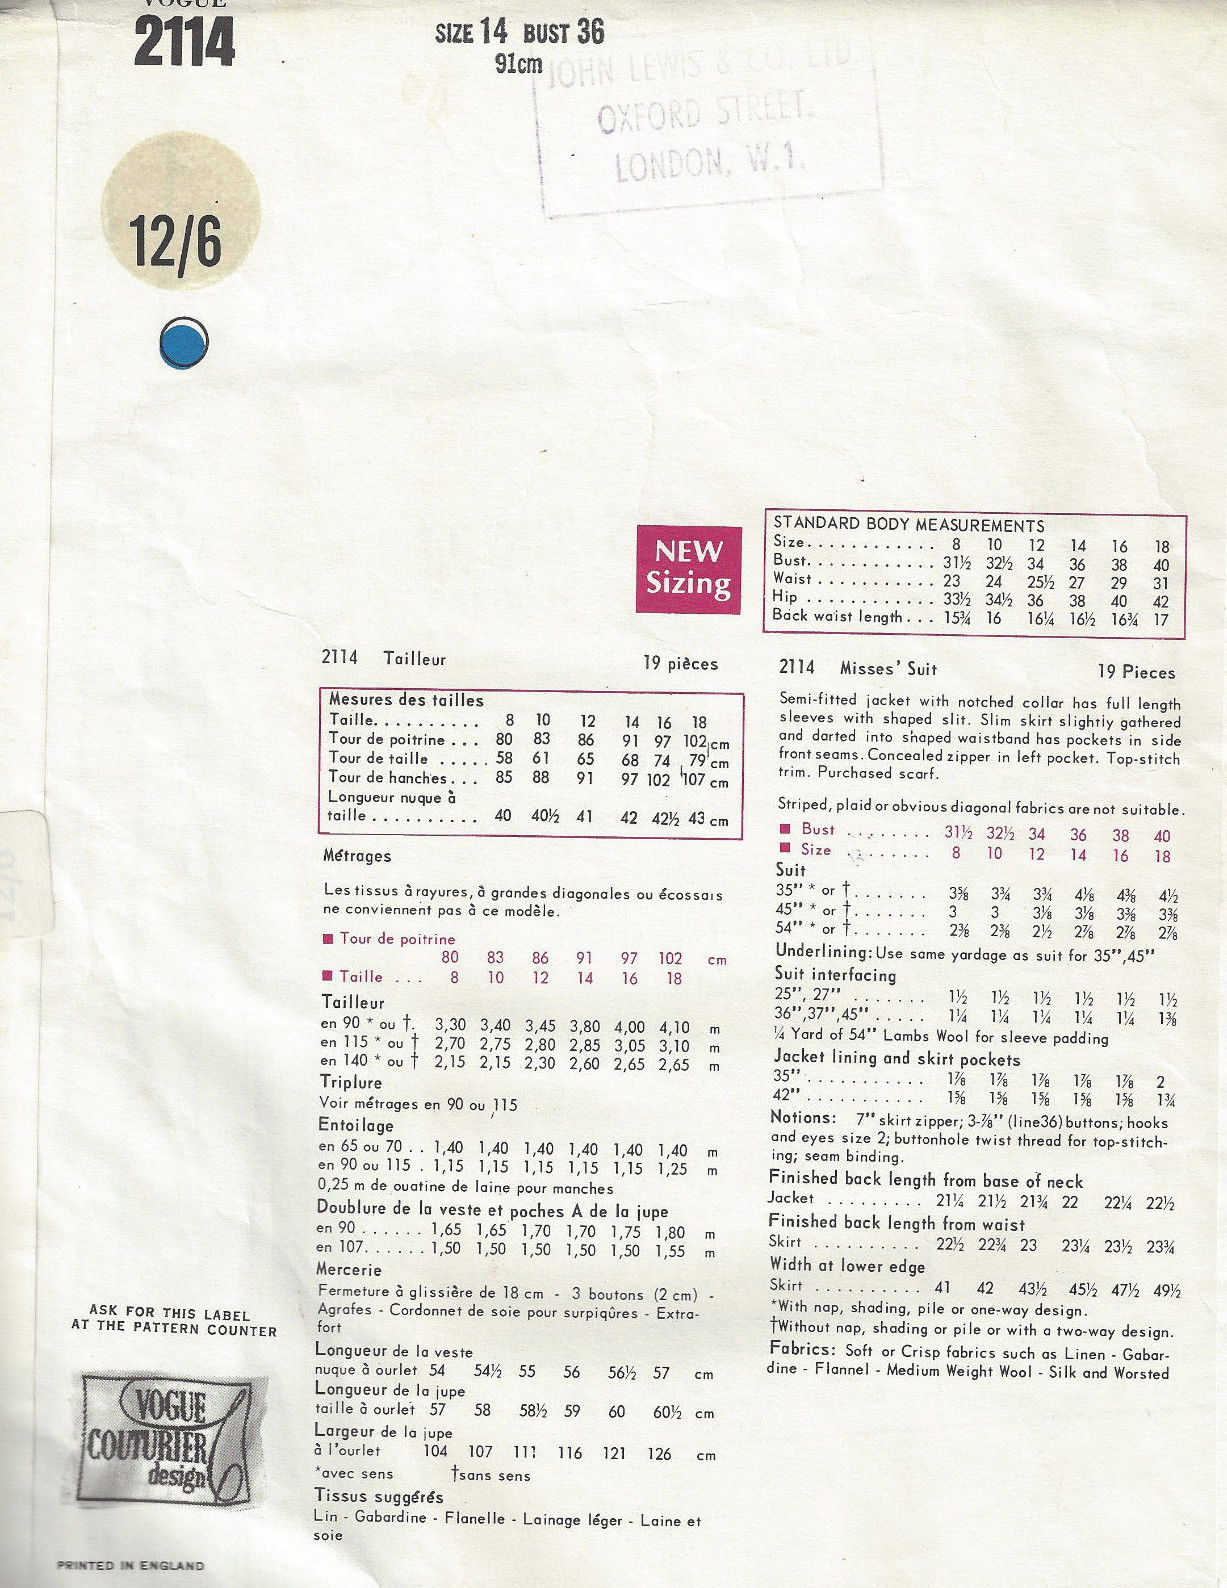 VOGUE
2114
SIZE 14 BUST 36
91cm
JOHN LEWIS & CO. LTD.
OXFORD STREET.
LONDON, W.1.
12/6
NEW
Sizing
STANDARD BODY MEASUREMENTS
Size. . . . . . . . . . . . 8 10 12 14 16 18
Bust. . . . . . . . . . . . 31½ 32½ 34 36 38 40
Waist . . . . . . . . . . . 23 24 25½ 27 29 31
Hip . . . . . . . . . . . . 33½ 34½ 36 38 40 42
Back waist length. . . 15¾ 16 16¼ 16½ 16¾ 17
2114 Tailleur 19 pièces
Mesures des tailles
Taille. . . . . . . . . . 8 10 12 14 16 18
Tour de poitrine . . . 80 83 86 91 97 102 cm
Tour de taille . . . . . 58 61 65 68 74 79 cm
Tour de hanches. . . 85 88 91 97 102 107 cm
Longueur nuque à
taille . . . . . . . . . . 40 40½ 41 42 42½ 43 cm
Métrages
Les tissus à rayures, à grandes diagonales ou écossais
ne conviennent pas à ce modèle.
■ Tour de poitrine
80 83 86 91 97 102 cm
■ Taille . . . 8 10 12 14 16 18
Tailleur
en 90 * ou †. 3,30 3,40 3,45 3,80 4,00 4,10 m
en 115 * ou † 2,70 2,75 2,80 2,85 3,05 3,10 m
en 140 * ou † 2,15 2,15 2,30 2,60 2,65 2,65 m
Triplure
Voir métrages en 90 ou 115
Entoilage
en 65 ou 70 . . 1,40 1,40 1,40 1,40 1,40 1,40 m
en 90 ou 115 . 1,15 1,15 1,15 1,15 1,15 1,25 m
0,25 m de ouatine de laine pour manches
Doublure de la veste et poches A de la jupe
en 90 . . . . . . 1,65 1,65 1,70 1,70 1,75 1,80 m
en 107. . . . . . 1,50 1,50 1,50 1,50 1,50 1,55 m
Mercerie
Fermeture à glissière de 18 cm - 3 boutons (2 cm) -
Agrafes - Cordonnet de soie pour surpiqûres - Extra-
fort
Longueur de la veste
nuque à ourlet 54 54½ 55 56 56½ 57 cm
Longueur de la jupe
taille à ourlet 57 58 58½ 59 60 60½ cm
Largeur de la jupe
à l'ourlet 104 107 111 116 121 126 cm
*avec sens †sans sens
Tissus suggérés
Lin - Gabardine - Flanelle - Lainage léger - Laine et
soie
2114 Misses' Suit 19 Pieces
Semi-fitted jacket with notched collar has full length
sleeves with shaped slit. Slim skirt slightly gathered
and darted into shaped waistband has pockets in side
front seams. Concealed zipper in left pocket. Top-stitch
trim. Purchased scarf.
Striped, plaid or obvious diagonal fabrics are not suitable.
■ Bust . . . . . . . . 31½ 32½ 34 36 38 40
■ Size . . . . . . . . 8 10 12 14 16 18
Suit
35" * or †. . . . . . . 3⅝ 3¾ 3¾ 4⅛ 4⅜ 4½
45" * or †. . . . . . . 3 3 3⅛ 3⅛ 3⅜ 3⅜
54" * or †. . . . . . . 2⅜ 2⅜ 2½ 2⅞ 2⅞ 2⅞
Underlining: Use same yardage as suit for 35",45"
Suit interfacing
25", 27" . . . . . . . 1½ 1½ 1½ 1½ 1½ 1½
36",37",45" . . . . . 1¼ 1¼ 1¼ 1¼ 1¼ 1⅜
¼ Yard of 54" Lambs Wool for sleeve padding
Jacket lining and skirt pockets
35" . . . . . . . . . . . 1⅞ 1⅞ 1⅞ 1⅞ 1⅞ 2
42" . . . . . . . . . . . 1⅝ 1⅝ 1⅝ 1⅝ 1⅝ 1¾
Notions: 7" skirt zipper; 3-⅞" (line36) buttons; hooks
and eyes size 2; buttonhole twist thread for top-stitch-
ing; seam binding.
Finished back length from base of neck
Jacket . . . . . . . . . 21¼ 21½ 21¾ 22 22¼ 22½
Finished back length from waist
Skirt . . . . . . . . . . 22½ 22¾ 23 23¼ 23½ 23¾
Width at lower edge
Skirt . . . . . . . . . . 41 42 43½ 45½ 47½ 49½
*With nap, shading, pile or one-way design.
†Without nap, shading or pile or with a two-way design.
Fabrics: Soft or Crisp fabrics such as Linen - Gabar-
dine - Flannel - Medium Weight Wool - Silk and Worsted
ASK FOR THIS LABEL
AT THE PATTERN COUNTER
VOGUE
COUTURIER
design
PRINTED IN ENGLAND